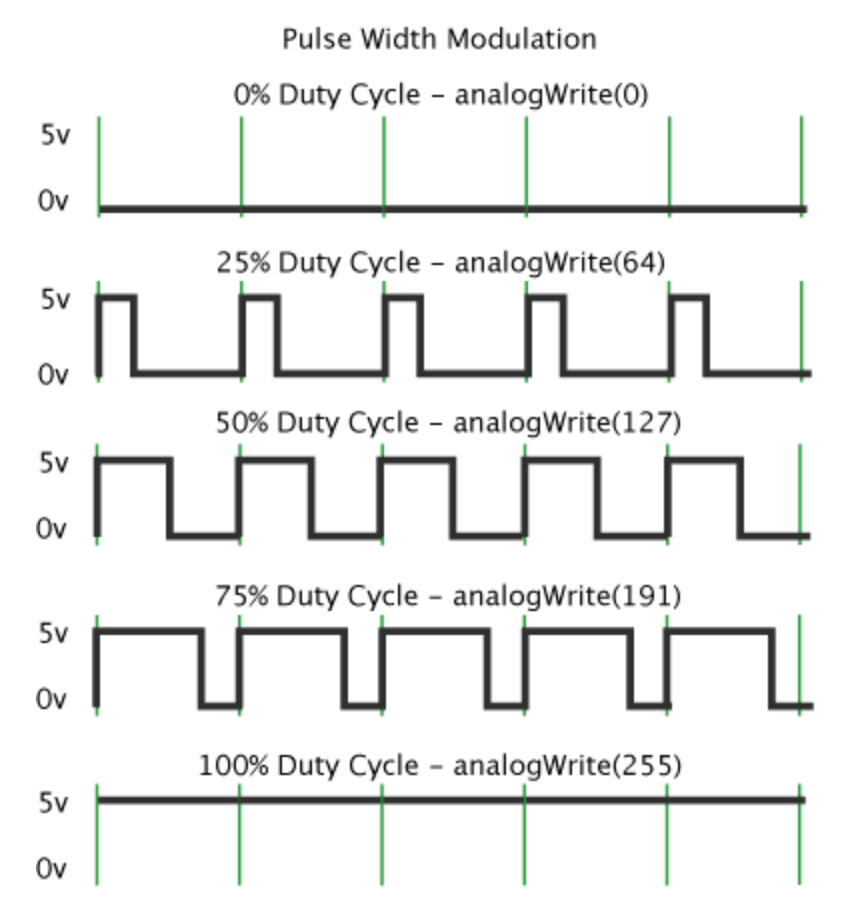 Pulse Width Modulation
0% Duty Cycle – analogWrite(0)
5v
0v
25% Duty Cycle – analogWrite(64)
5v
0v
50% Duty Cycle – analogWrite(127)
5v
0v
75% Duty Cycle – analogWrite(191)
5v
0v
100% Duty Cycle – analogWrite(255)
5v
0v